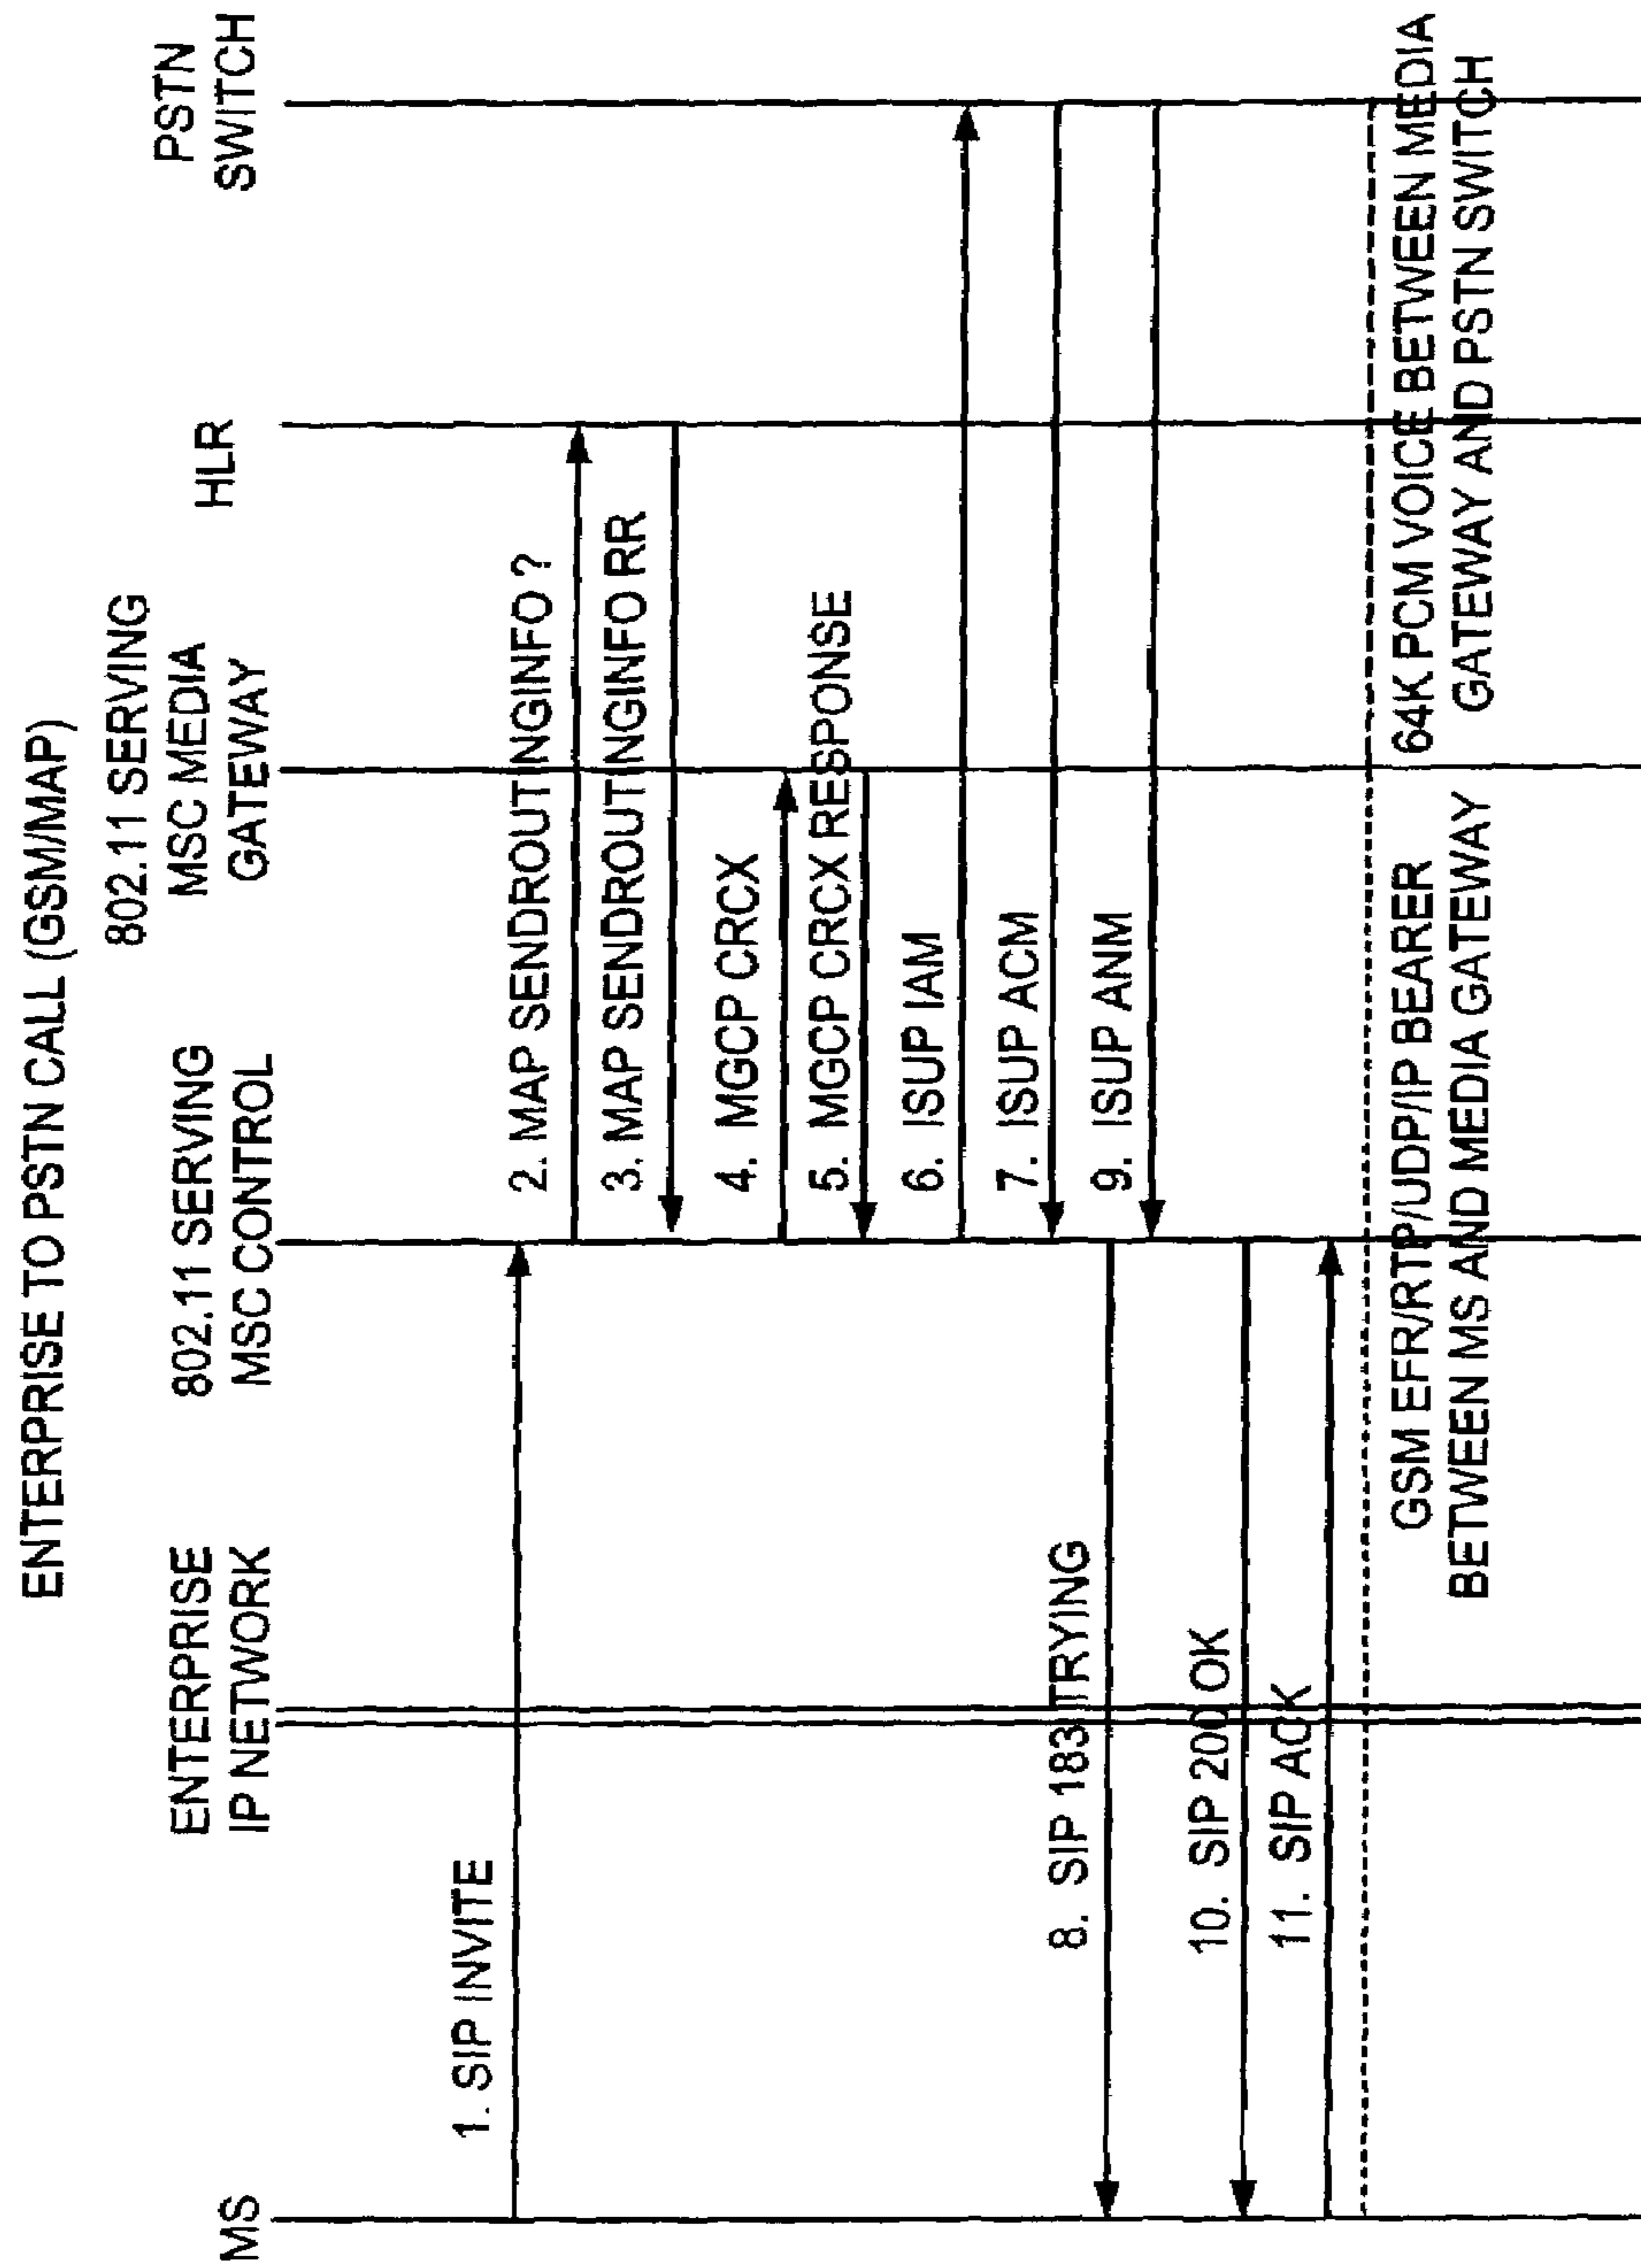 ENTERPRISE TO PSTN CALL (GSM/MAP)
MS
ENTERPRISE
IP NETWORK
802.11 SERVING
MSC CONTROL
802.11 SERVING
MSC MEDIA
GATEWAY
HLR
PSTN
SWITCH
1. SIP INVITE
2. MAP SENDROUTINGINFO ?
3. MAP SENDROUTINGINFO RR
4. MGCP CRCX
5. MGCP CRCX RESPONSE
6. ISUP IAM
7. ISUP ACM
8. SIP 183 TRYING
9. ISUP ANM
10. SIP 200 OK
11. SIP ACK
GSM EFR/RTP/UDP/IP BEARER
BETWEEN MS AND MEDIA GATEWAY
64K PCM VOICE BETWEEN MEDIA
GATEWAY AND PSTN SWITCH